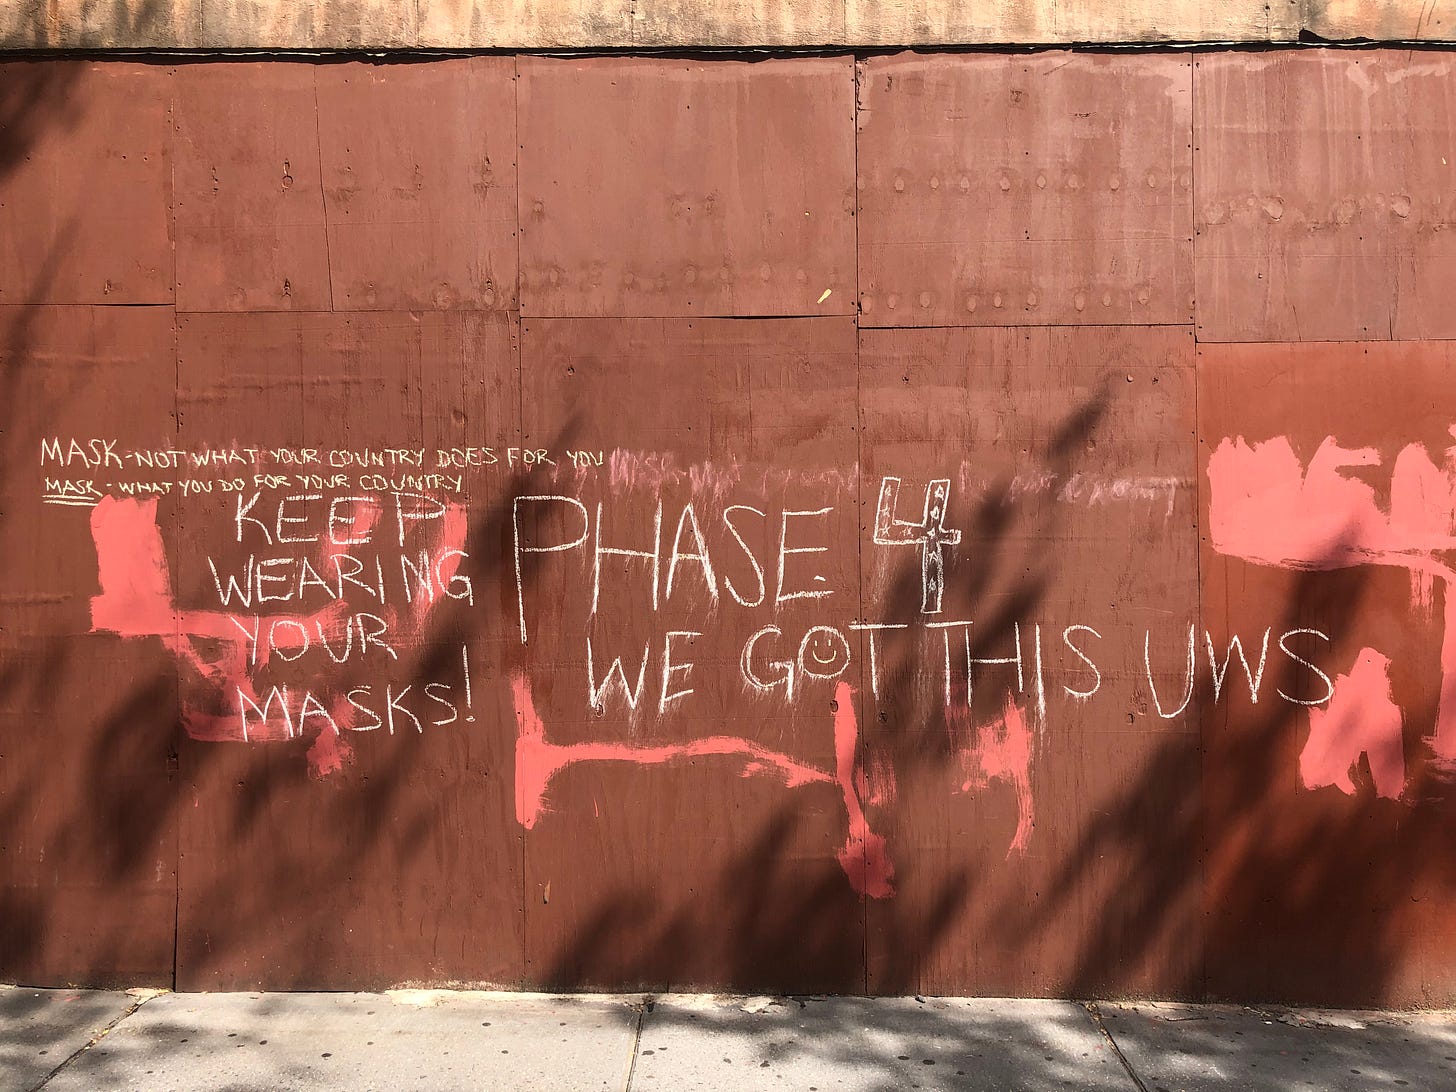 MASK-NOT WHAT YOUR COUNTRY DOES FOR YOU
MASK-WHAT YOU DO FOR YOUR COUNTRY
KEEP
WEARING
YOUR
MASKS!
PHASE 4
WE GOT THIS UWS